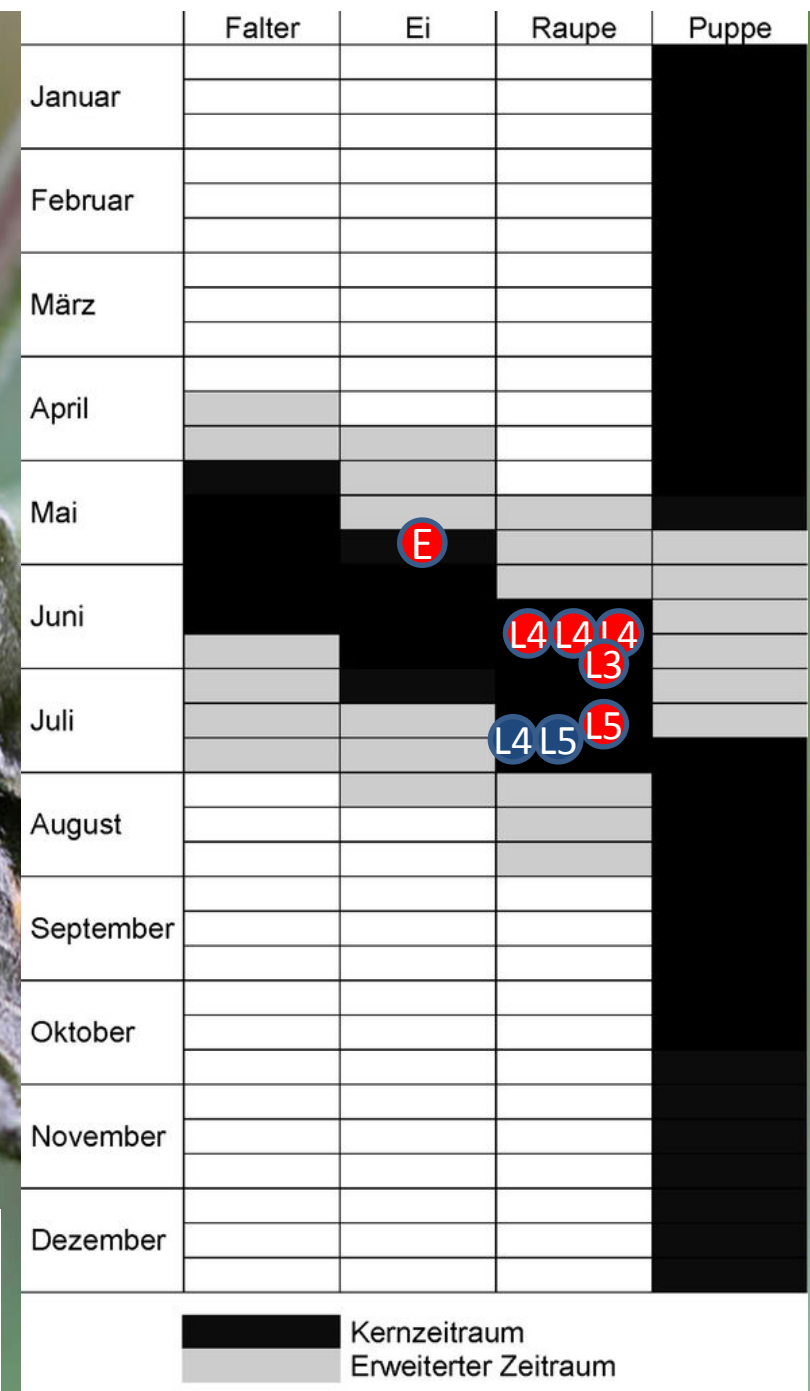 Falter Ei Raupe Puppe
Januar
Februar
März
April
Mai
E
Juni
L4 L4 L4
L3
Juli
L5
L4 L5
August
September
Oktober
November
Dezember
Kernzeitraum
Erweiterter Zeitraum